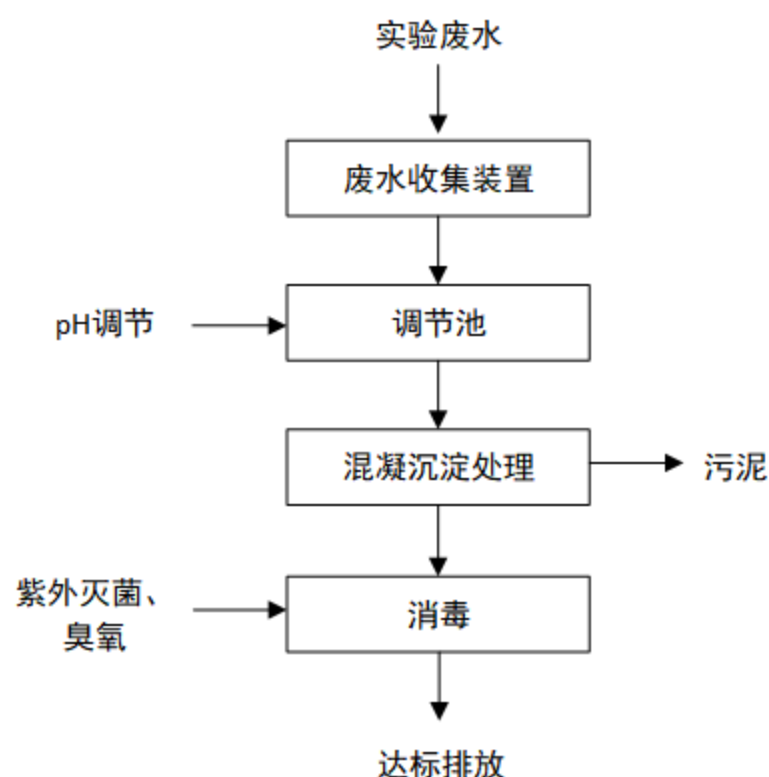 实验废水
废水收集装置
pH调节
调节池
混凝沉淀处理
污泥
紫外灭菌、
臭氧
消毒
达标排放